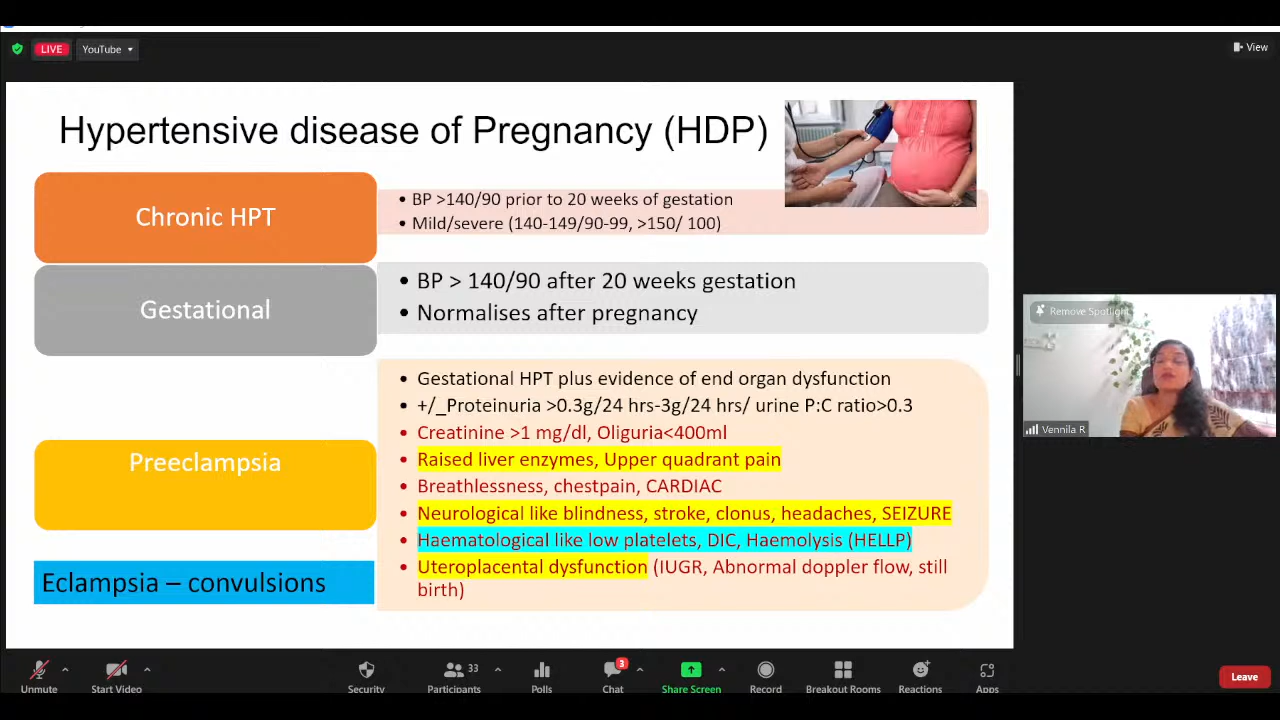 LIVE
YouTube
View
Hypertensive disease of Pregnancy (HDP)
Chronic HPT
• BP >140/90 prior to 20 weeks of gestation
• Mild/severe (140-149/90-99, >150/ 100)
Gestational
• BP > 140/90 after 20 weeks gestation
• Normalises after pregnancy
Preeclampsia
• Gestational HPT plus evidence of end organ dysfunction
• +/_Proteinuria >0.3g/24 hrs-3g/24 hrs/ urine P:C ratio>0.3
• Creatinine >1 mg/dl, Oliguria<400ml
• Raised liver enzymes, Upper quadrant pain
• Breathlessness, chestpain, CARDIAC
• Neurological like blindness, stroke, clonus, headaches, SEIZURE
• Haematological like low platelets, DIC, Haemolysis (HELLP)
• Uteroplacental dysfunction (IUGR, Abnormal doppler flow, still
birth)
Eclampsia – convulsions
Remove Spotlight
Vennila R
Unmute
Start Video
Security
33
Participants
Polls
3
Chat
Share Screen
Record
Breakout Rooms
Reactions
Apps
Leave